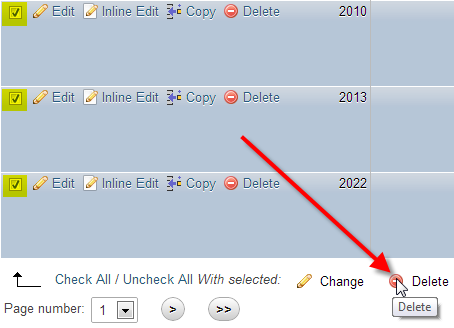 Edit Inline Edit Copy Delete 2010
Edit Inline Edit Copy Delete 2013
Edit Inline Edit Copy Delete 2022
Check All / Uncheck All With selected: Change Delete
Page number: 1 > >>
Delete